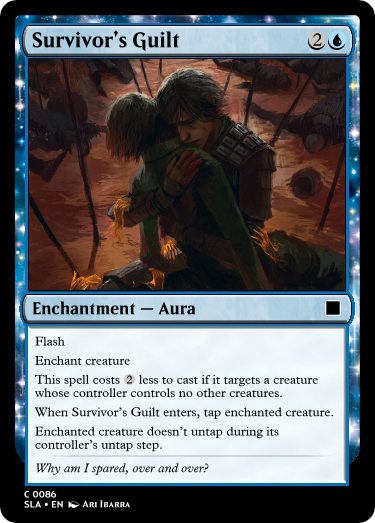 Survivor's Guilt 2
Enchantment — Aura
Flash
Enchant creature
This spell costs 2 less to cast if it targets a creature
whose controller controls no other creatures.
When Survivor's Guilt enters, tap enchanted creature.
Enchanted creature doesn't untap during its
controller's untap step.
Why am I spared, over and over?
C 0086
SLA • EN Ari Ibarra